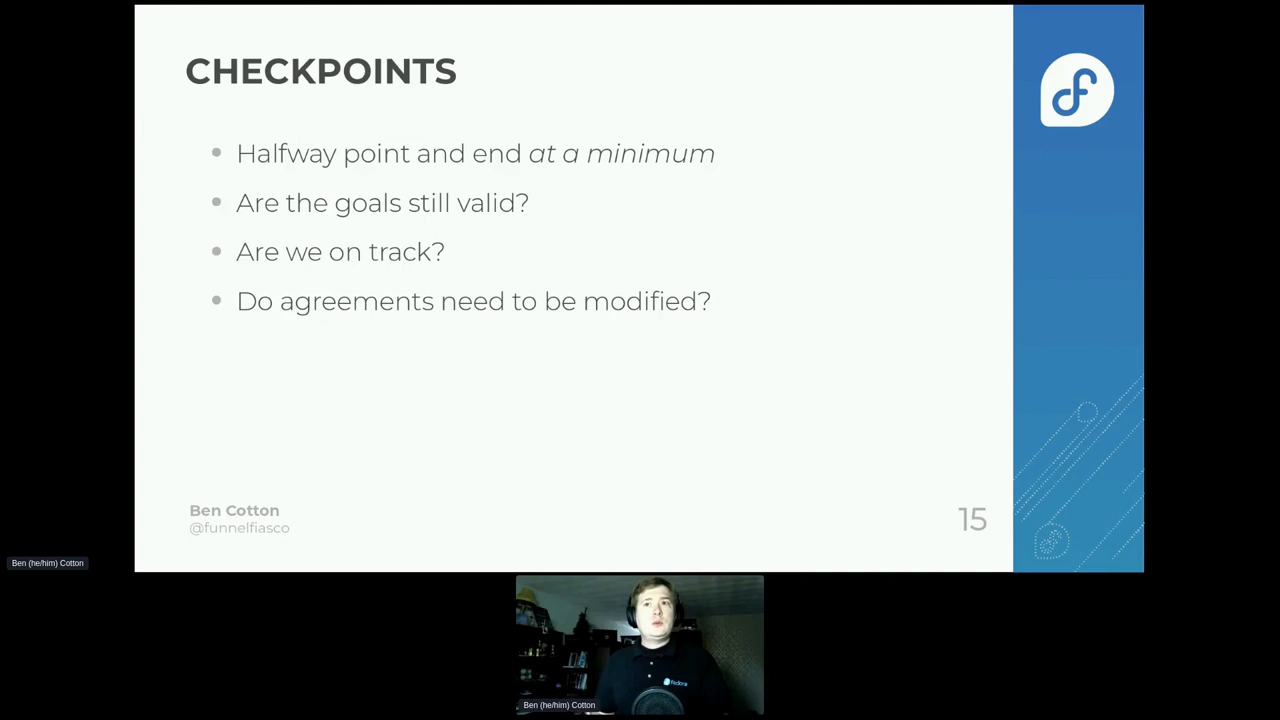 CHECKPOINTS
Halfway point and end at a minimum
Are the goals still valid?
Are we on track?
Do agreements need to be modified?
Ben Cotton
@funnelfiasco
15
Ben (he/him) Cotton
fedora
Ben (he/him) Cotton